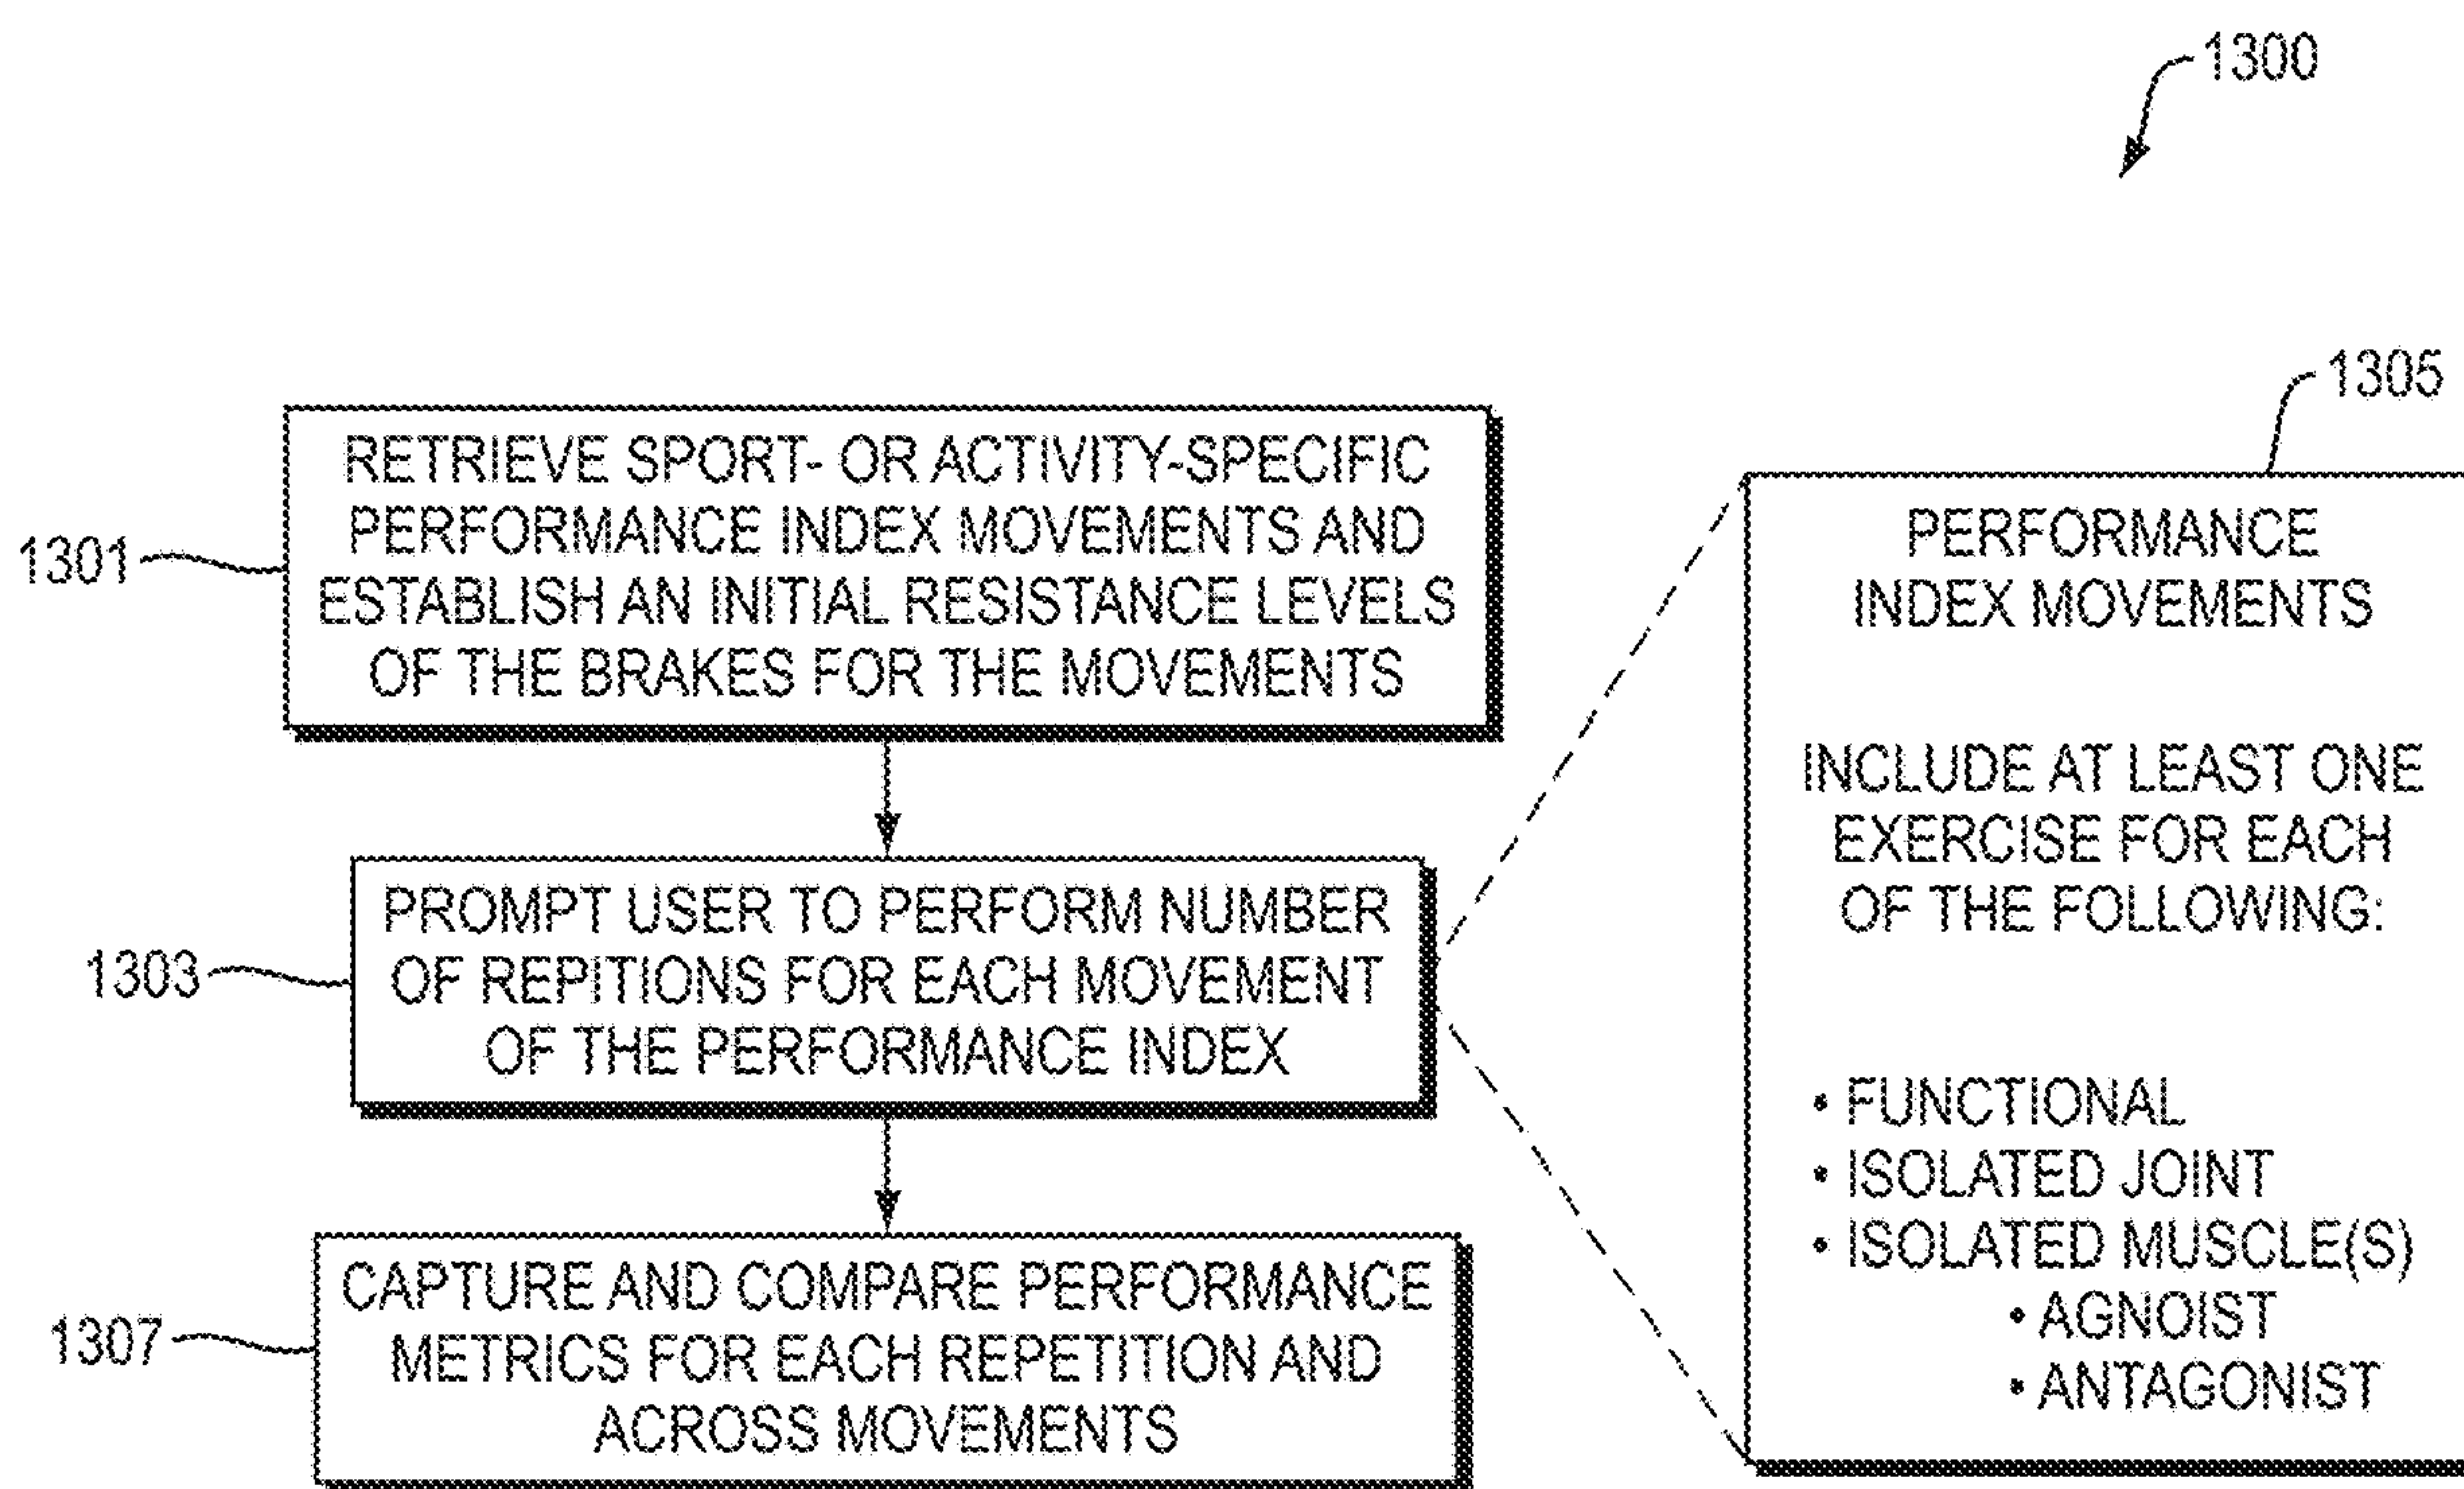 1300
1305
1301
RETRIEVE SPORT- OR ACTIVITY-SPECIFIC
PERFORMANCE INDEX MOVEMENTS AND
ESTABLISH AN INITIAL RESISTANCE LEVELS
OF THE BRAKES FOR THE MOVEMENTS
1303
PROMPT USER TO PERFORM NUMBER
OF REPITIONS FOR EACH MOVEMENT
OF THE PERFORMANCE INDEX
1307
CAPTURE AND COMPARE PERFORMANCE
METRICS FOR EACH REPETITION AND
ACROSS MOVEMENTS
PERFORMANCE
INDEX MOVEMENTS
INCLUDE AT LEAST ONE
EXERCISE FOR EACH
OF THE FOLLOWING:
• FUNCTIONAL
• ISOLATED JOINT
• ISOLATED MUSCLE(S)
• AGNOIST
• ANTAGONIST